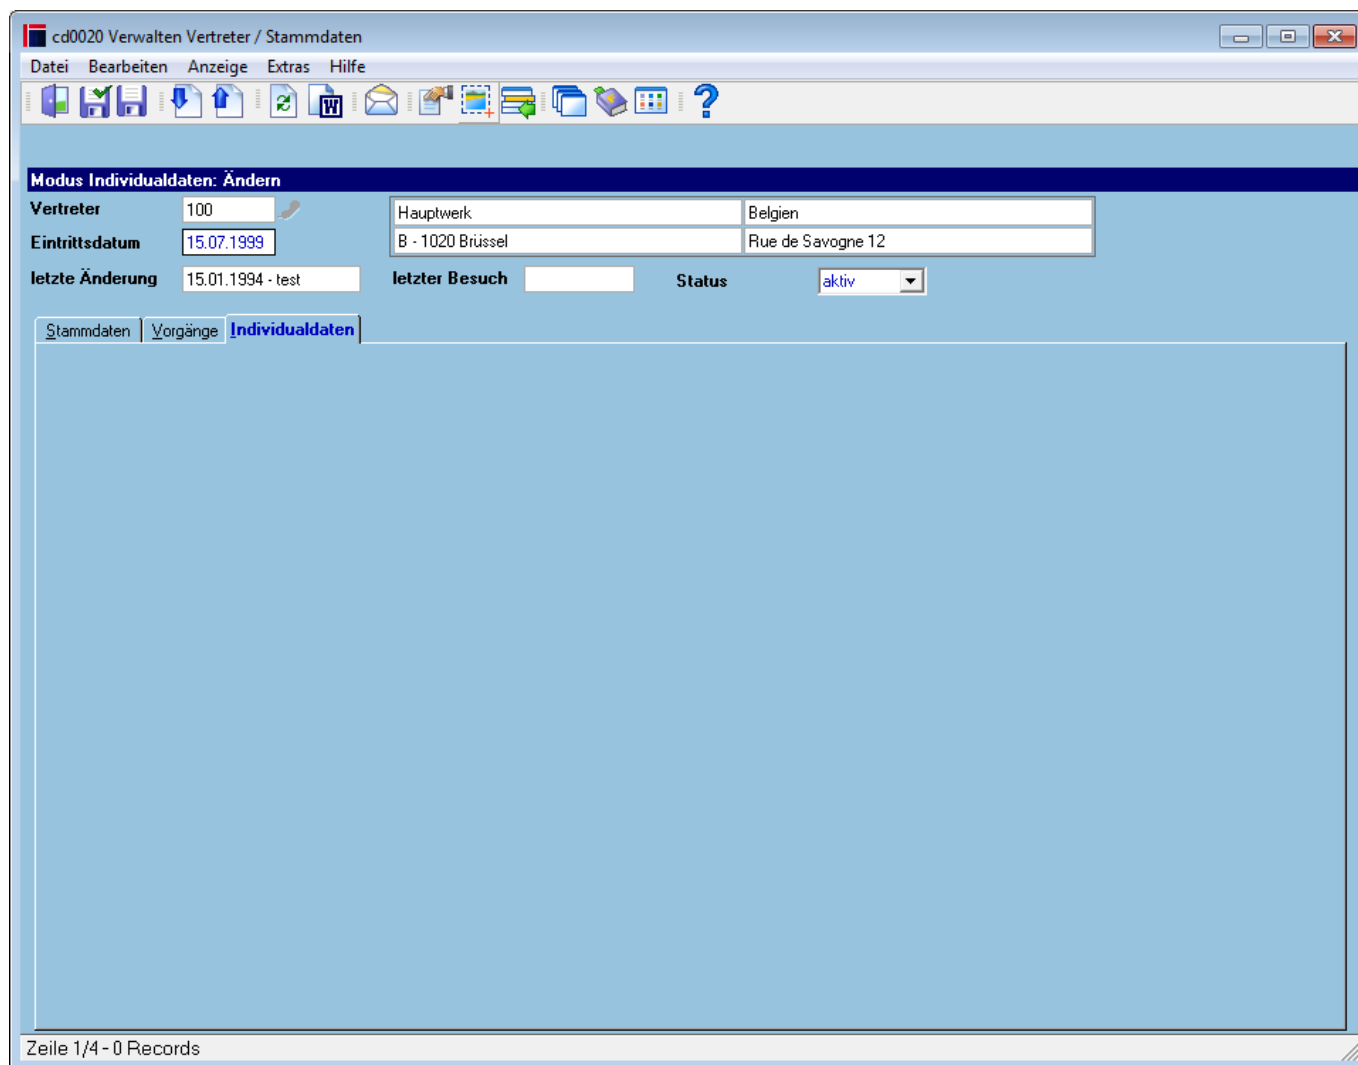 cd0020 Verwalten Vertreter / Stammdaten
Datei Bearbeiten Anzeige Extras Hilfe
Modus Individualdaten: Ändern
Vertreter 100 Hauptwerk Belgien
Eintrittsdatum 15.07.1999 B - 1020 Brüssel Rue de Savogne 12
letzte Änderung 15.01.1994 - test letzter Besuch Status aktiv
Stammdaten Vorgänge Individualdaten
Zeile 1/4 - 0 Records